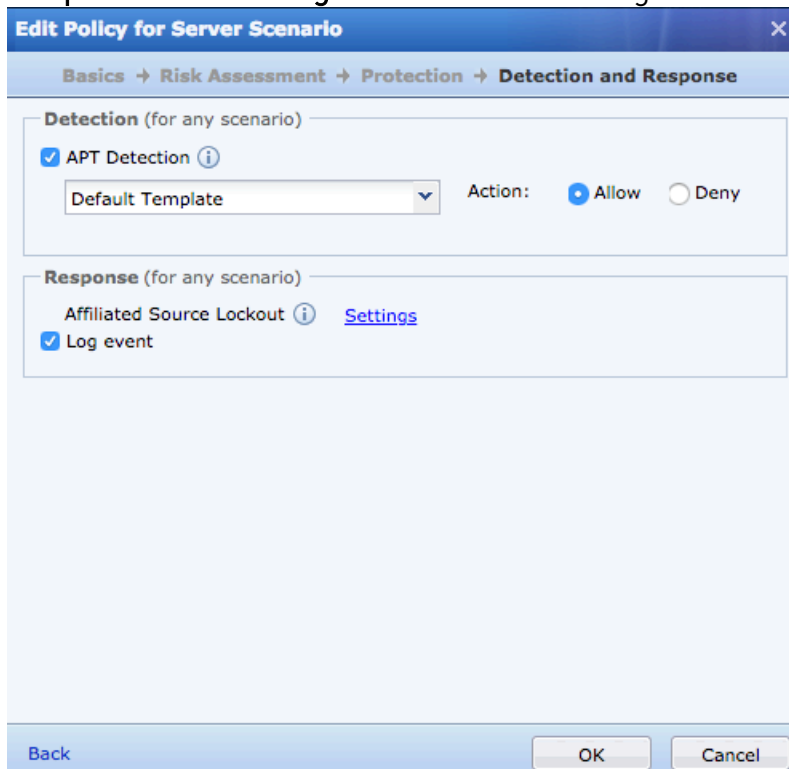 Edit Policy for Server Scenario
Basics → Risk Assessment → Protection → Detection and Response
Detection (for any scenario)
APT Detection
Default Template Action: Allow Deny
Response (for any scenario)
Affiliated Source Lockout Settings
Log event
Back OK Cancel